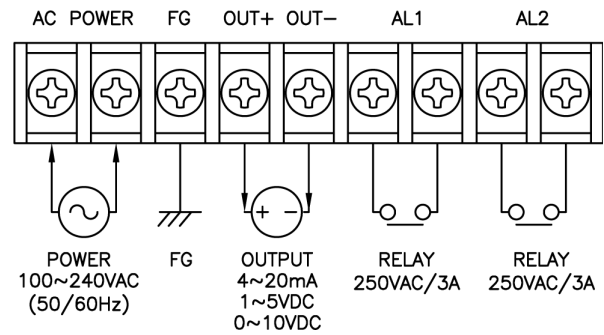 AC POWER FG OUT+ OUT− AL1 AL2
+ −
POWER FG OUTPUT RELAY RELAY
100~240VAC 4~20mA 250VAC/3A 250VAC/3A
(50/60Hz) 1~5VDC
0~10VDC